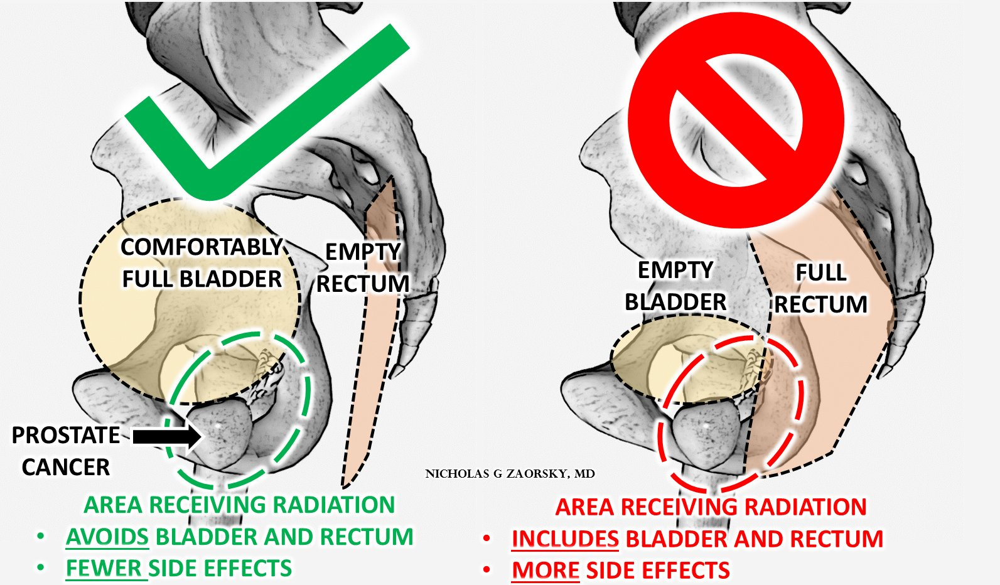 COMFORTABLY
FULL BLADDER
EMPTY
RECTUM
PROSTATE
CANCER
AREA RECEIVING RADIATION
• AVOIDS BLADDER AND RECTUM
• FEWER SIDE EFFECTS
NICHOLAS G ZAORSKY, MD
EMPTY
BLADDER
FULL
RECTUM
AREA RECEIVING RADIATION
• INCLUDES BLADDER AND RECTUM
• MORE SIDE EFFECTS